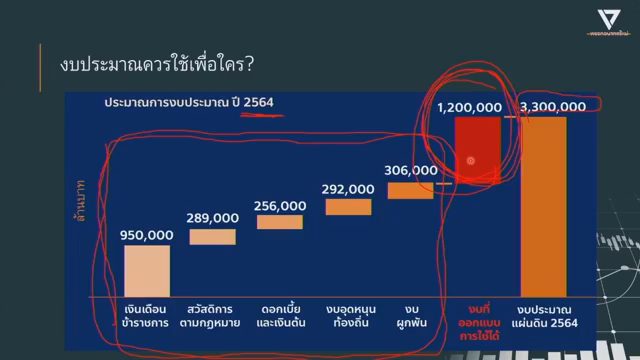 งบประมาณควรใช้เพื่อใคร?
ประมาณการงบประมาณ ปี 2564
1,200,000
3,300,000
306,000
292,000
256,000
289,000
950,000
ล้านบาท
เงินเดือน
ข้าราชการ
สวัสดิการ
ตามกฎหมาย
ดอกเบี้ย
และเงินต้น
งบอุดหนุน
ท้องถิ่น
งบ
ผูกพัน
งบที่
ออกแบบ
การใช้ได้
งบประมาณ
แผ่นดิน 2564